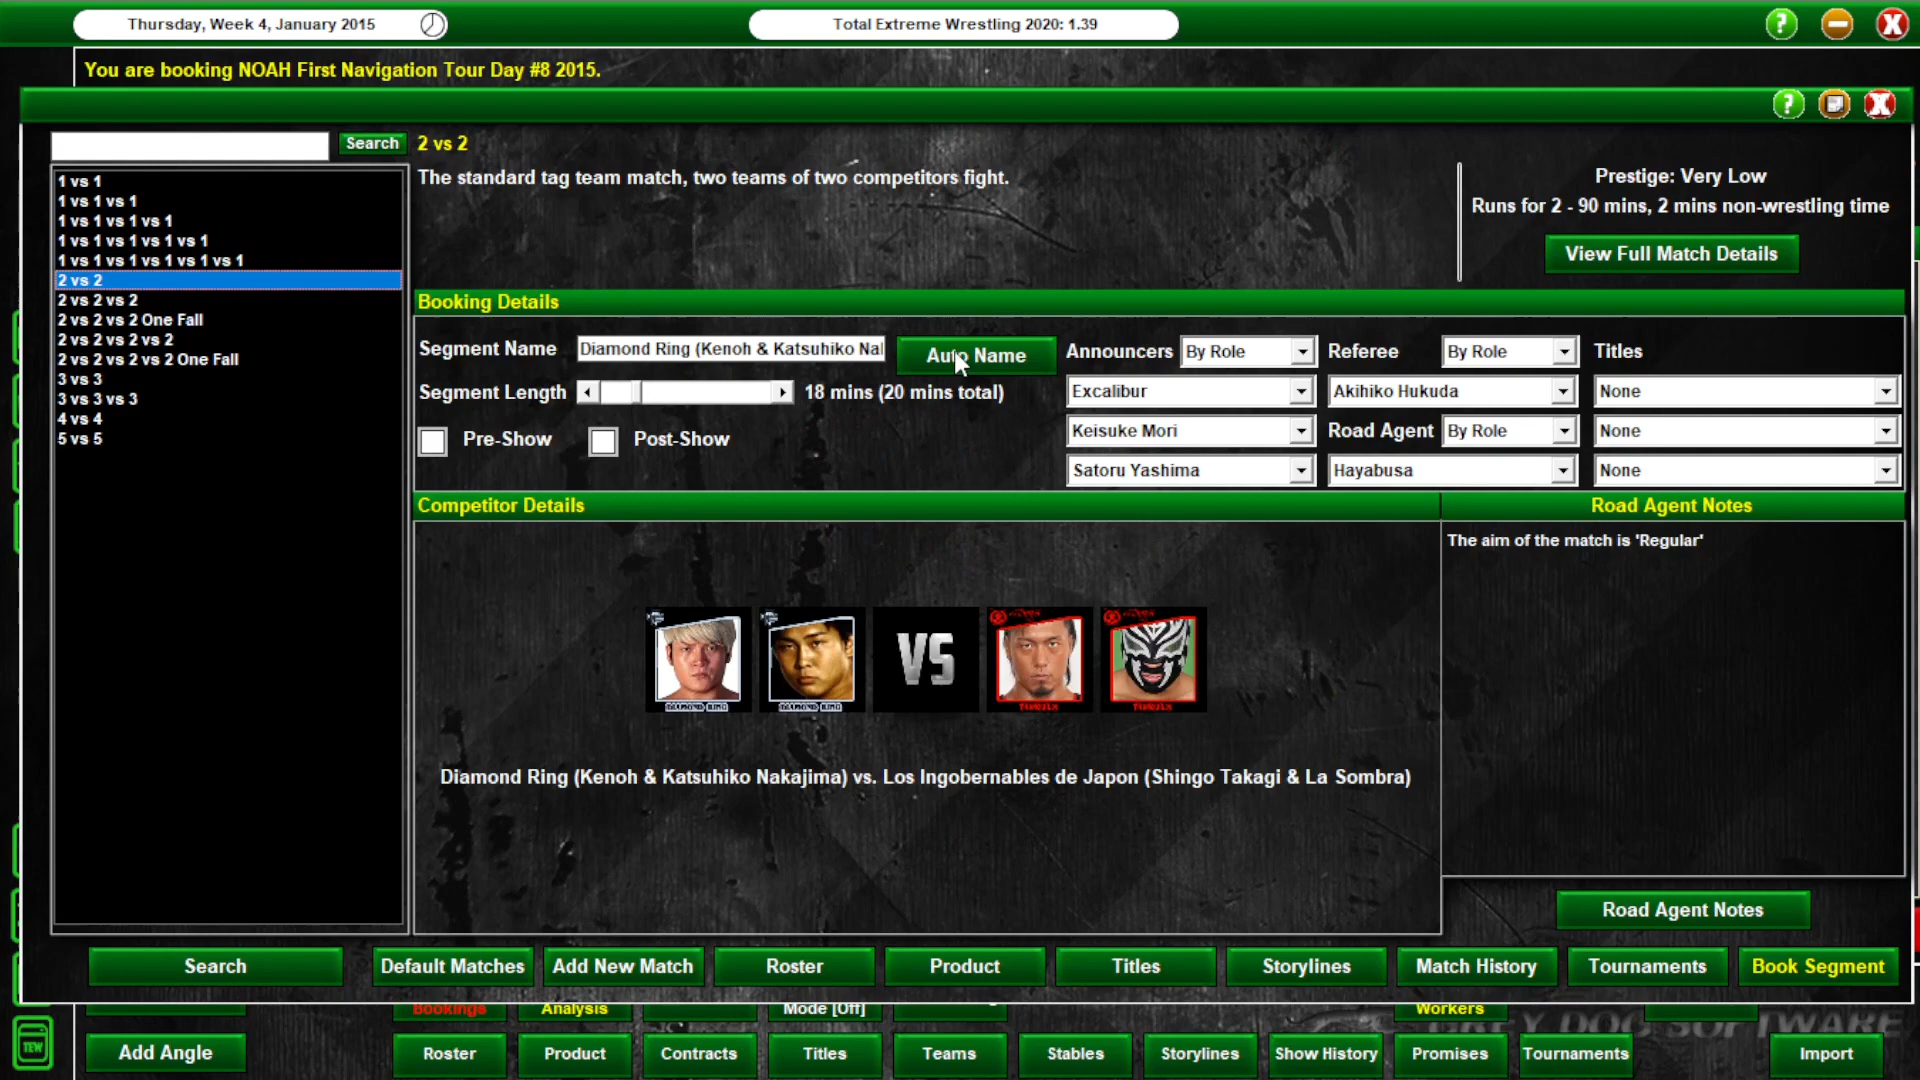 Thursday, Week 4, January 2015
Total Extreme Wrestling 2020: 1.39
You are booking NOAH First Navigation Tour Day #8 2015.
Search
2 vs 2
The standard tag team match, two teams of two competitors fight.
Prestige: Very Low
Runs for 2 - 90 mins, 2 mins non-wrestling time
View Full Match Details
1 vs 1
1 vs 1 vs 1
1 vs 1 vs 1 vs 1
1 vs 1 vs 1 vs 1 vs 1
1 vs 1 vs 1 vs 1 vs 1 vs 1
2 vs 2
2 vs 2 vs 2
2 vs 2 vs 2 One Fall
2 vs 2 vs 2 vs 2
2 vs 2 vs 2 vs 2 One Fall
3 vs 3
3 vs 3 vs 3
4 vs 4
5 vs 5
Booking Details
Segment Name
Diamond Ring (Kenoh & Katsuhiko Nal
Auto Name
Segment Length
18 mins (20 mins total)
Pre-Show
Post-Show
Announcers
By Role
Excalibur
Keisuke Mori
Satoru Yashima
Referee
By Role
Akihiko Hukuda
Road Agent
By Role
Hayabusa
Titles
None
None
None
Competitor Details
Road Agent Notes
The aim of the match is 'Regular'
DIAMOND RING
DIAMOND RING
VS
Diamond Ring (Kenoh & Katsuhiko Nakajima) vs. Los Ingobernables de Japon (Shingo Takagi & La Sombra)
Road Agent Notes
Search
Default Matches
Add New Match
Roster
Product
Titles
Storylines
Match History
Tournaments
Book Segment
Bookings
Analysis
Mode [Off]
Workers
GREY DOG SOFTWARE
TEW
Add Angle
Roster
Product
Contracts
Titles
Teams
Stables
Storylines
Show History
Promises
Tournaments
Import